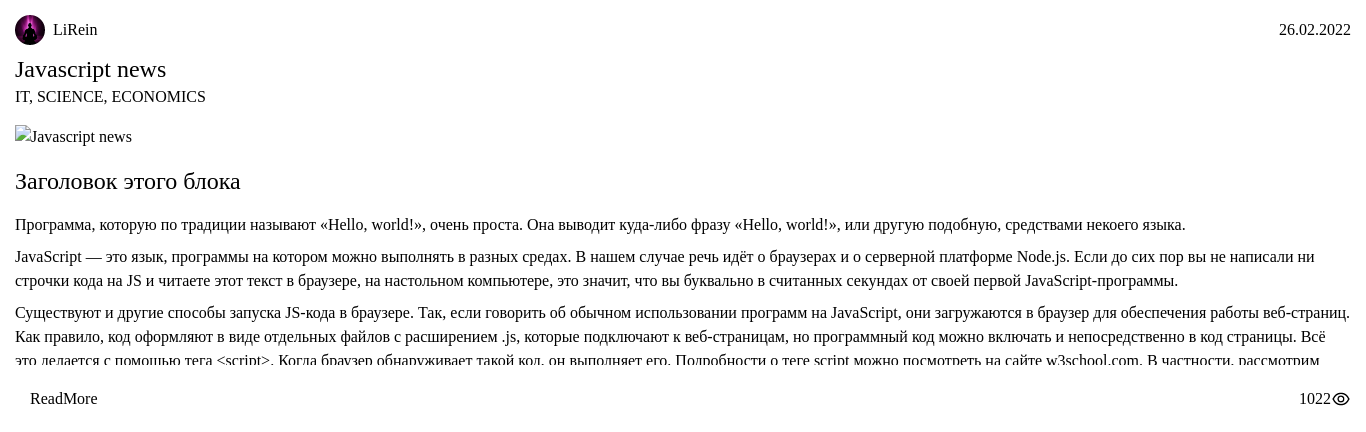 LiRein
26.02.2022
Javascript news
IT, SCIENCE, ECONOMICS
Javascript news
Заголовок этого блока
Программа, которую по традиции называют «Hello, world!», очень проста. Она выводит куда-либо фразу «Hello, world!», или другую подобную, средствами некоего языка.
JavaScript — это язык, программы на котором можно выполнять в разных средах. В нашем случае речь идёт о браузерах и о серверной платформе Node.js. Если до сих пор вы не написали ни
строчки кода на JS и читаете этот текст в браузере, на настольном компьютере, это значит, что вы буквально в считанных секундах от своей первой JavaScript-программы.
Существуют и другие способы запуска JS-кода в браузере. Так, если говорить об обычном использовании программ на JavaScript, они загружаются в браузер для обеспечения работы веб-страниц.
Как правило, код оформляют в виде отдельных файлов с расширением .js, которые подключают к веб-страницам, но программный код можно включать и непосредственно в код страницы. Всё
это делается с помощью тега <script>. Когда браузер обнаруживает такой код, он выполняет его. Подробности о теге script можно посмотреть на сайте w3school.com. В частности, рассмотрим
ReadMore
1022